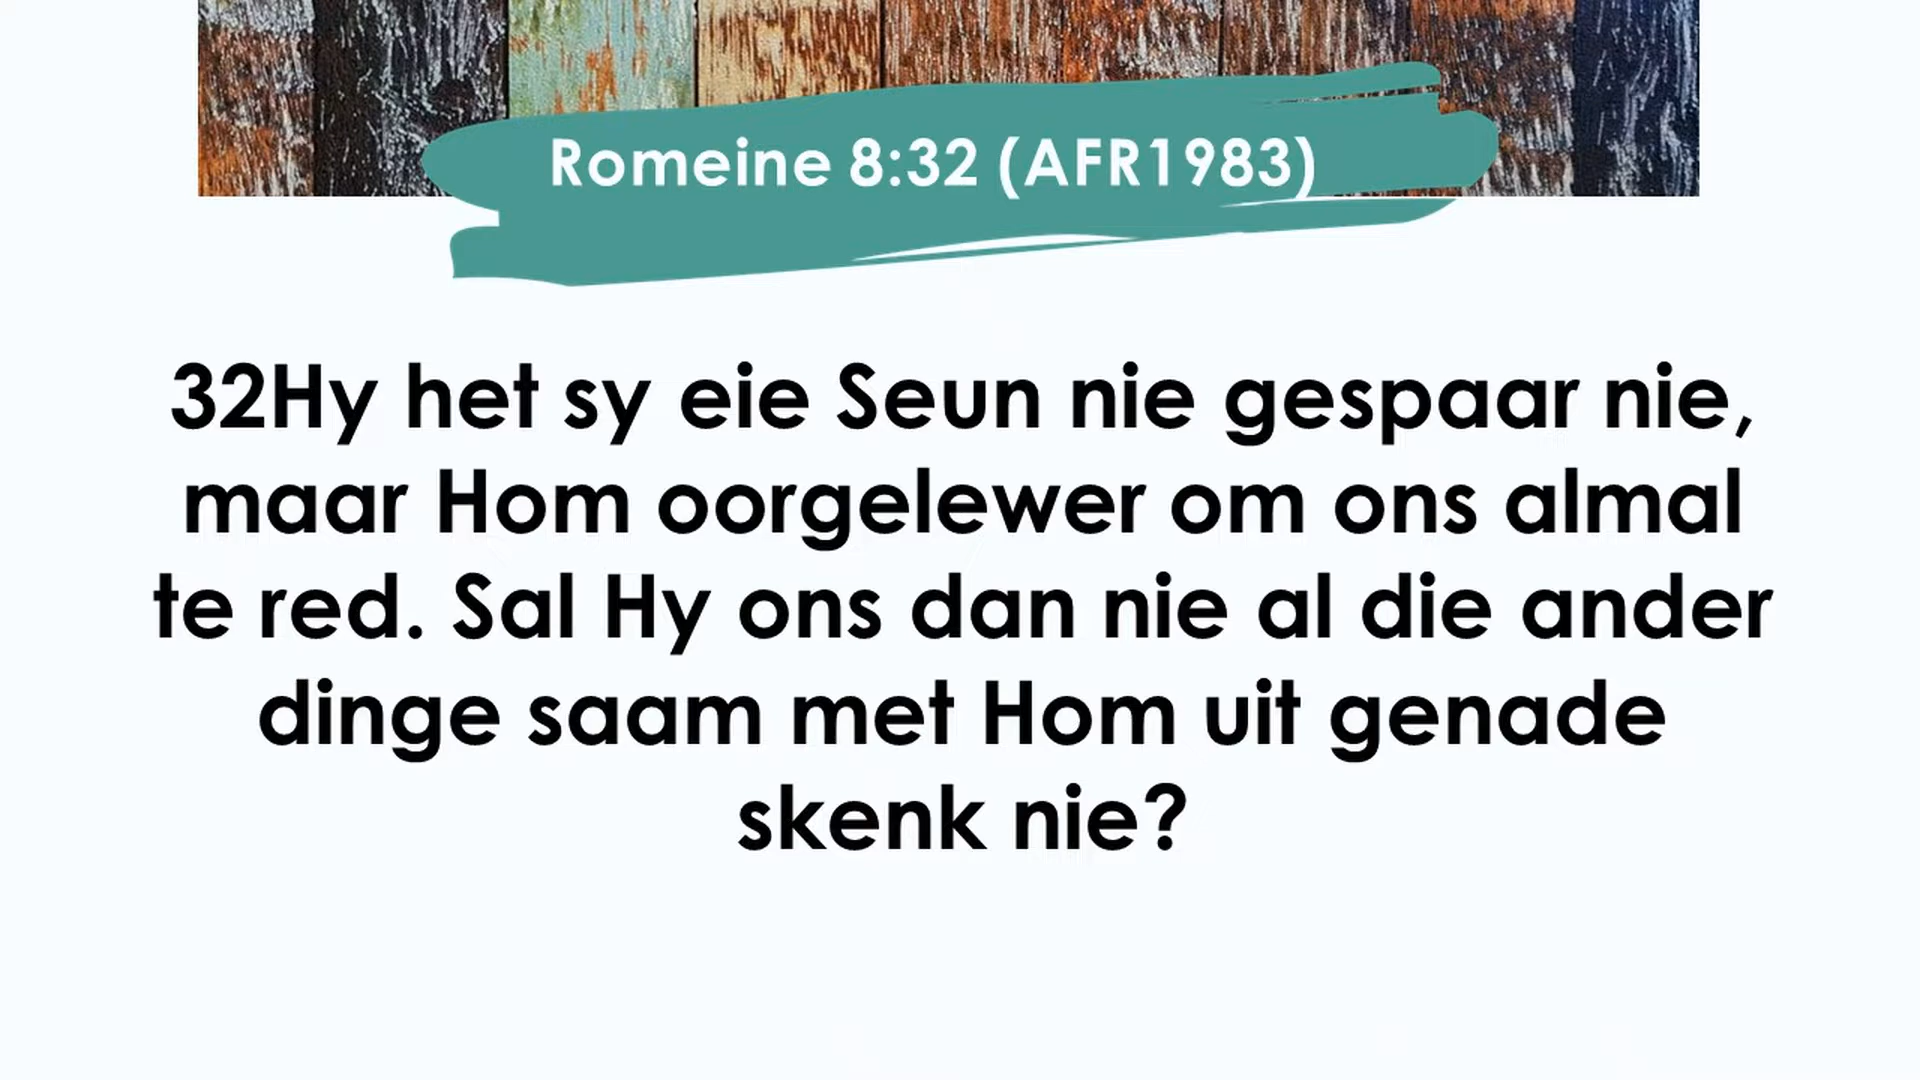 Romeine 8:32 (AFR1983)
32Hy het sy eie Seun nie gespaar nie,
maar Hom oorgelewer om ons almal
te red. Sal Hy ons dan nie al die ander
dinge saam met Hom uit genade
skenk nie?